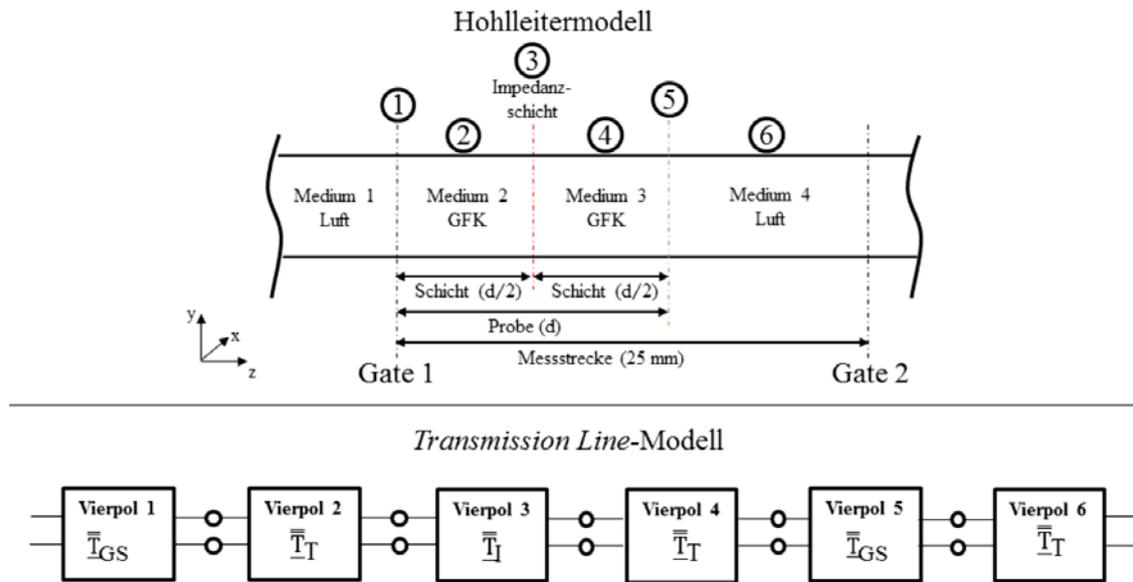 Hohlleitermodell
③
Impedanz-
schicht
① ⑤
② ④ ⑥
Medium 1 Medium 2 Medium 3 Medium 4
Luft GFK GFK Luft
Schicht (d/2) Schicht (d/2)
Probe (d)
Messstrecke (25 mm)
y x z
Gate 1 Gate 2
Transmission Line-Modell
Vierpol 1 Vierpol 2 Vierpol 3 Vierpol 4 Vierpol 5 Vierpol 6
T̲̿GS T̲̿T T̲̿I T̲̿T T̲̿GS T̲̿T